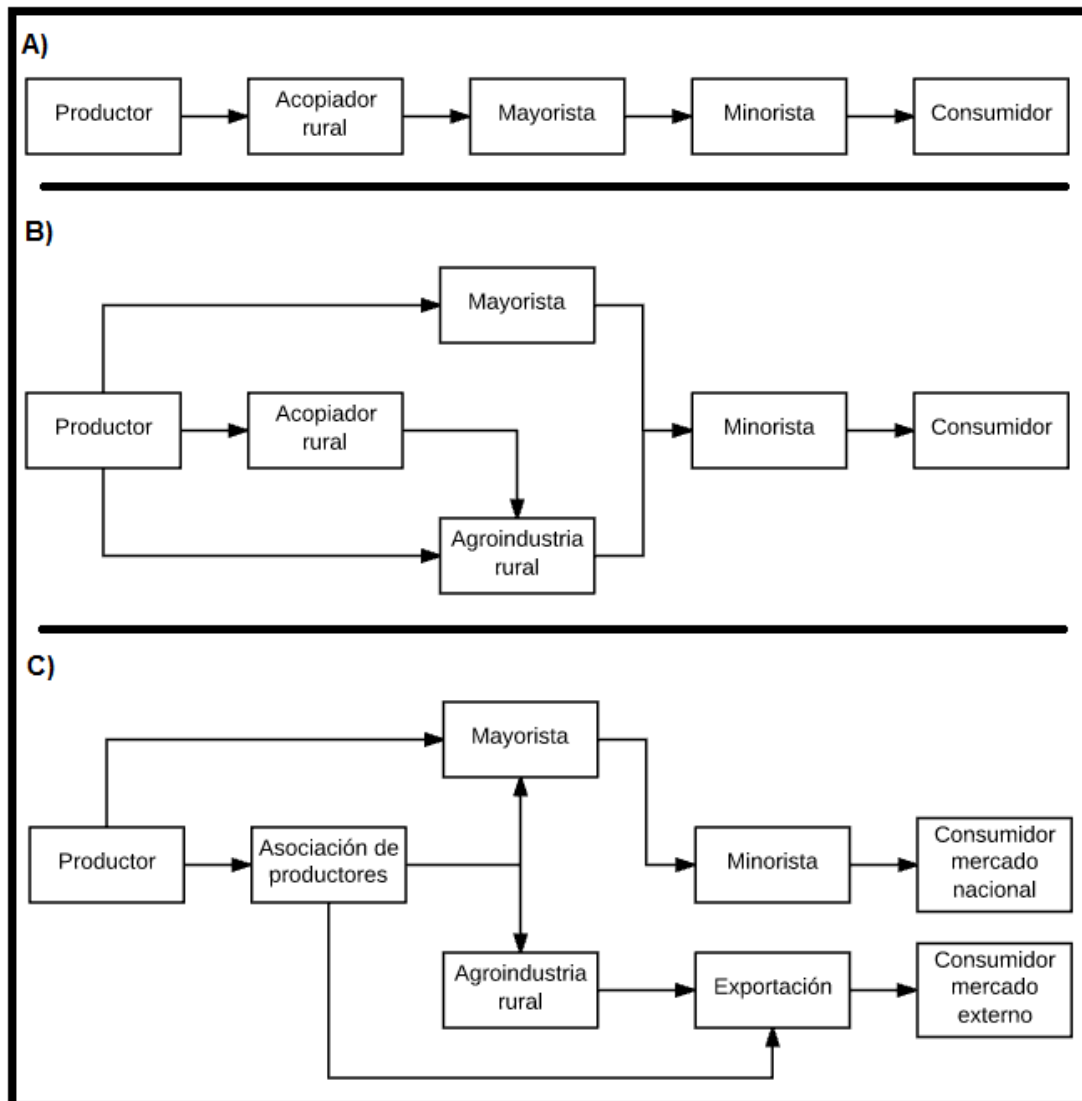 A)
Productor
Acopiador
rural
Mayorista
Minorista
Consumidor
B)
Mayorista
Productor
Acopiador
rural
Minorista
Consumidor
Agroindustria
rural
C)
Mayorista
Productor
Asociación de
productores
Minorista
Consumidor
mercado
nacional
Agroindustria
rural
Exportación
Consumidor
mercado
externo